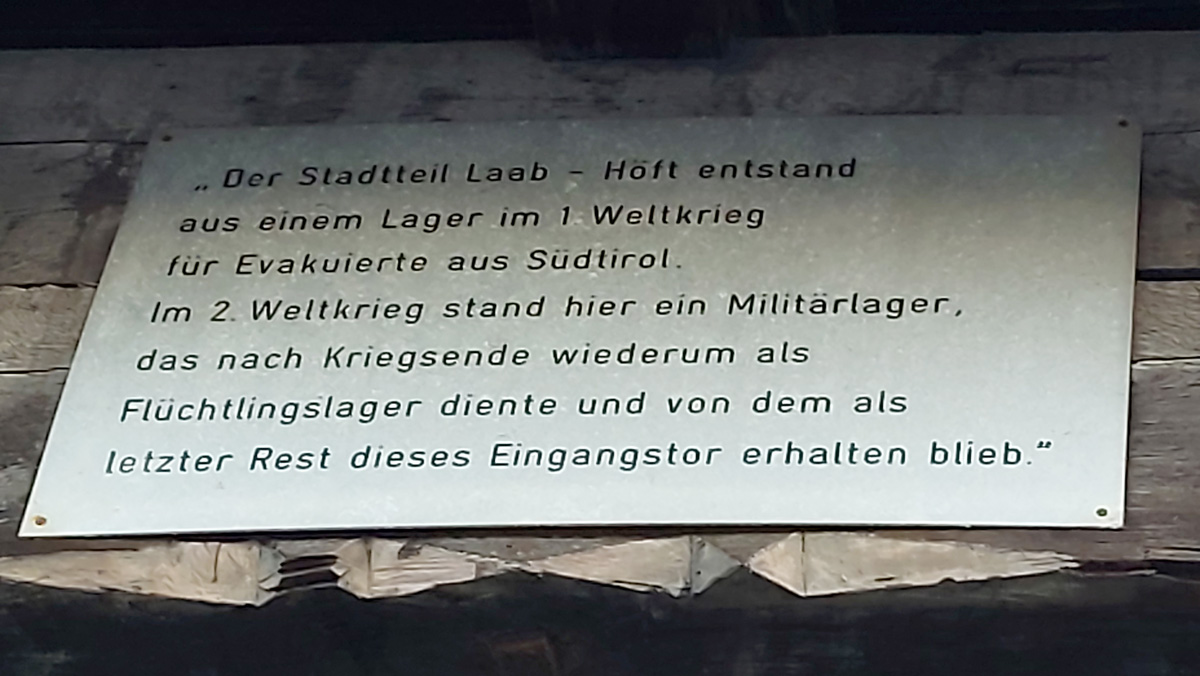 „Der Stadtteil Laab - Höft entstand
aus einem Lager im 1. Weltkrieg
für Evakuierte aus Südtirol.
Im 2. Weltkrieg stand hier ein Militärlager,
das nach Kriegsende wiederum als
Flüchtlingslager diente und von dem als
letzter Rest dieses Eingangstor erhalten blieb.“